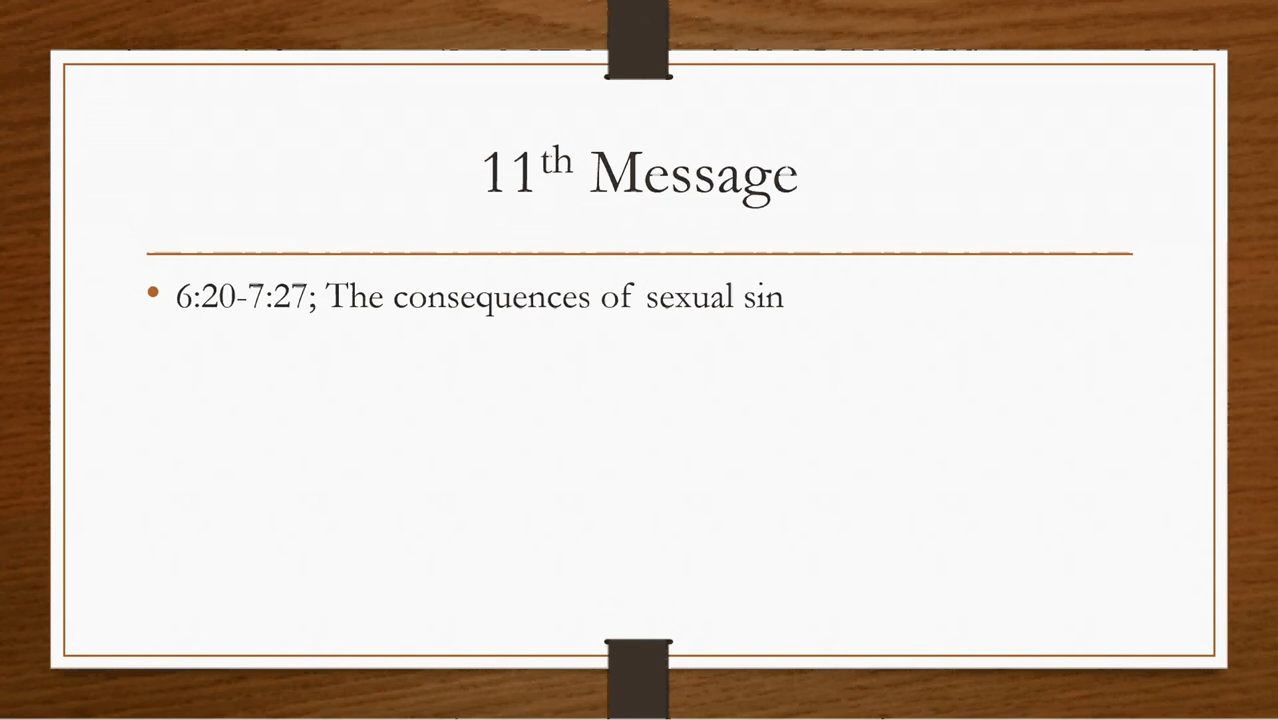 11th Message
• 6:20-7:27; The consequences of sexual sin